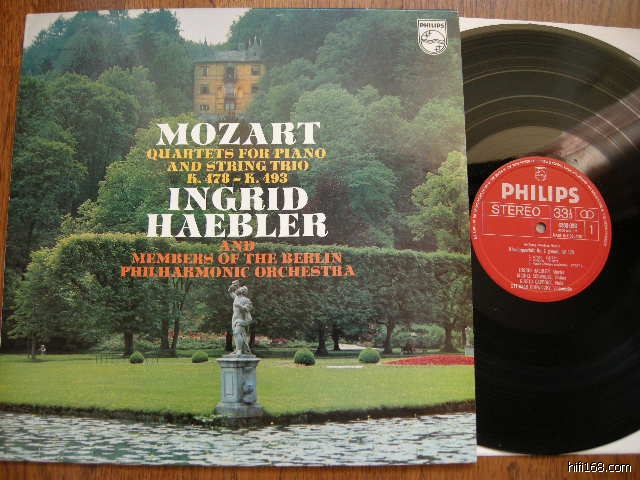 PHILIPS
MOZART
QUARTETS FOR PIANO
AND STRING TRIO
K. 478 - K. 493
INGRID
HAEBLER
AND
MEMBERS OF THE BERLIN
PHILHARMONIC ORCHESTRA
PHILIPS
STEREO 33⅓
1
hifi168.com